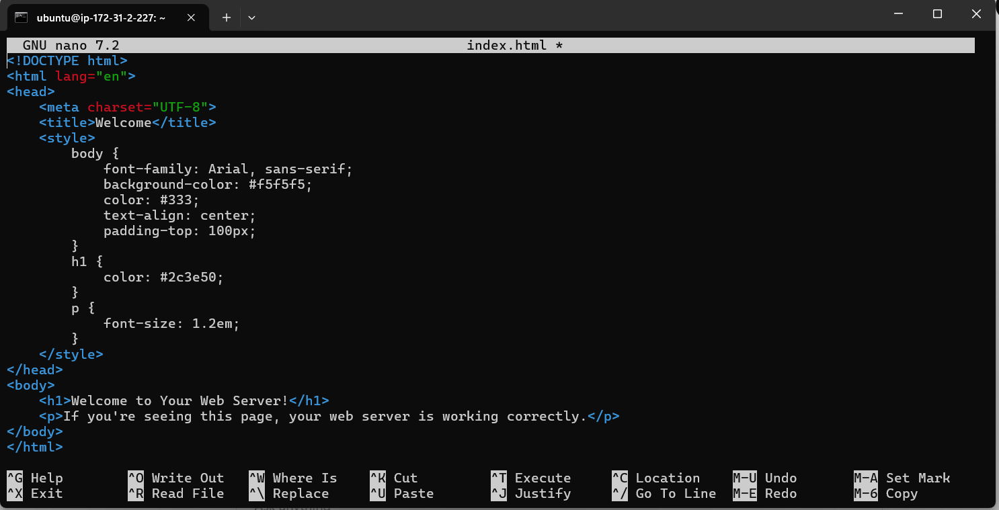 ubuntu@ip-172-31-2-227: ~
GNU nano 7.2 index.html *
<!DOCTYPE html>
<html lang="en">
<head>
    <meta charset="UTF-8">
    <title>Welcome</title>
    <style>
        body {
            font-family: Arial, sans-serif;
            background-color: #f5f5f5;
            color: #333;
            text-align: center;
            padding-top: 100px;
        }
        h1 {
            color: #2c3e50;
        }
        p {
            font-size: 1.2em;
        }
    </style>
</head>
<body>
    <h1>Welcome to Your Web Server!</h1>
    <p>If you're seeing this page, your web server is working correctly.</p>
</body>
</html>
^G Help ^O Write Out ^W Where Is ^K Cut ^T Execute ^C Location M-U Undo M-A Set Mark
^X Exit ^R Read File ^\ Replace ^U Paste ^J Justify ^/ Go To Line M-E Redo M-6 Copy